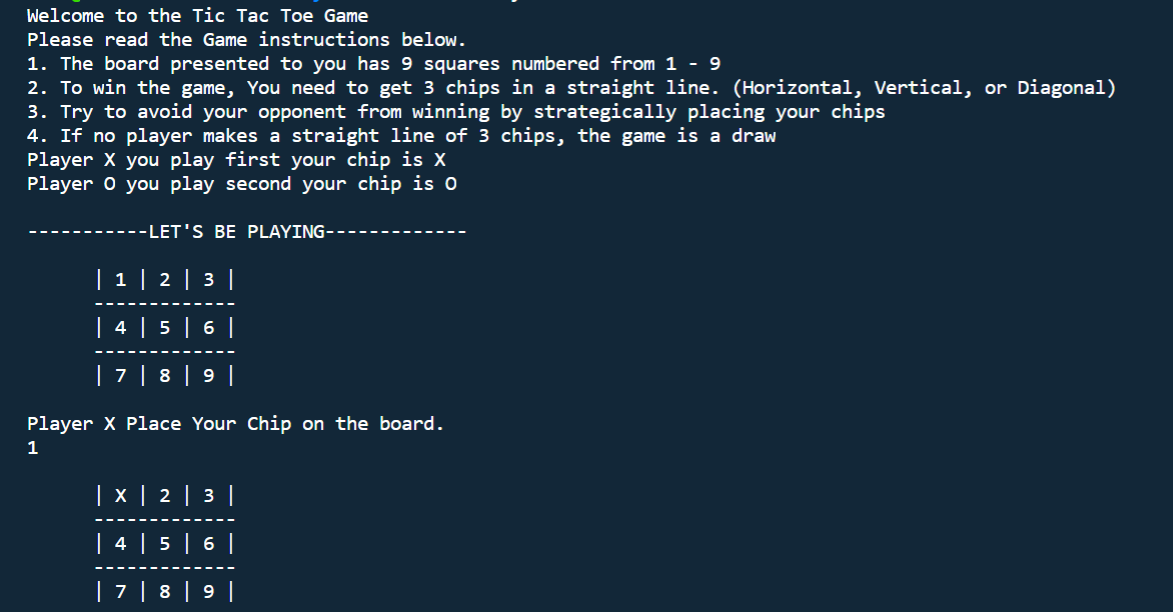 Welcome to the Tic Tac Toe Game
Please read the Game instructions below.
1. The board presented to you has 9 squares numbered from 1 - 9
2. To win the game, You need to get 3 chips in a straight line. (Horizontal, Vertical, or Diagonal)
3. Try to avoid your opponent from winning by strategically placing your chips
4. If no player makes a straight line of 3 chips, the game is a draw
Player X you play first your chip is X
Player O you play second your chip is O
-----------LET'S BE PLAYING-------------
| 1 | 2 | 3 |
-------------
| 4 | 5 | 6 |
-------------
| 7 | 8 | 9 |
Player X Place Your Chip on the board.
1
| X | 2 | 3 |
-------------
| 4 | 5 | 6 |
-------------
| 7 | 8 | 9 |